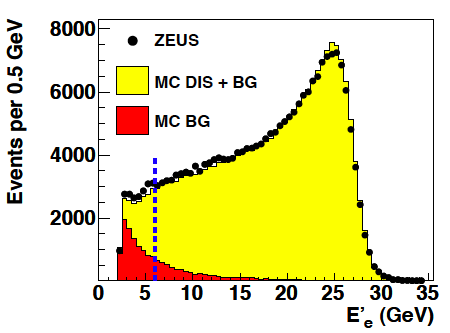 8000
6000
4000
2000
Events per 0.5 GeV
ZEUS
MC DIS + BG
MC BG
0 5 10 15 20 25 30 35
E'e (GeV)